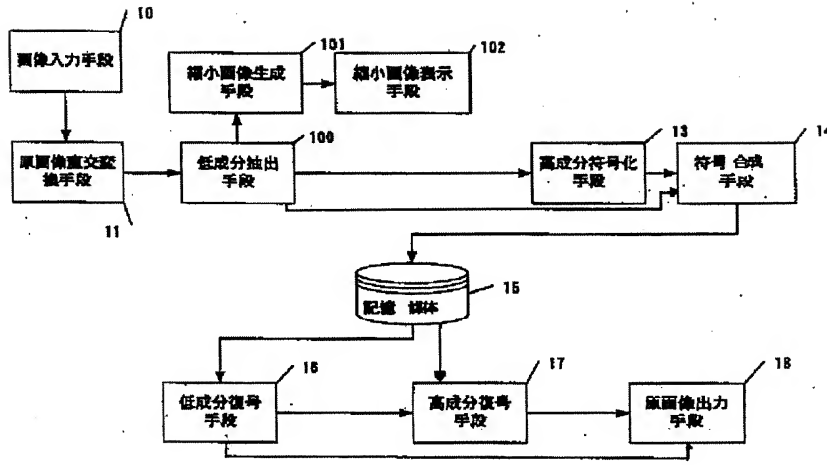 10
101
102
画像入力手段
縮小画像生成
手段
縮小画像表示
手段
100
13
14
原画像直交変
換手段
低成分抽出
手段
高成分符号化
手段
符号 合成
手段
11
15
記憶 媒体
16
17
18
低成分復号
手段
高成分復号
手段
原画像出力
手段